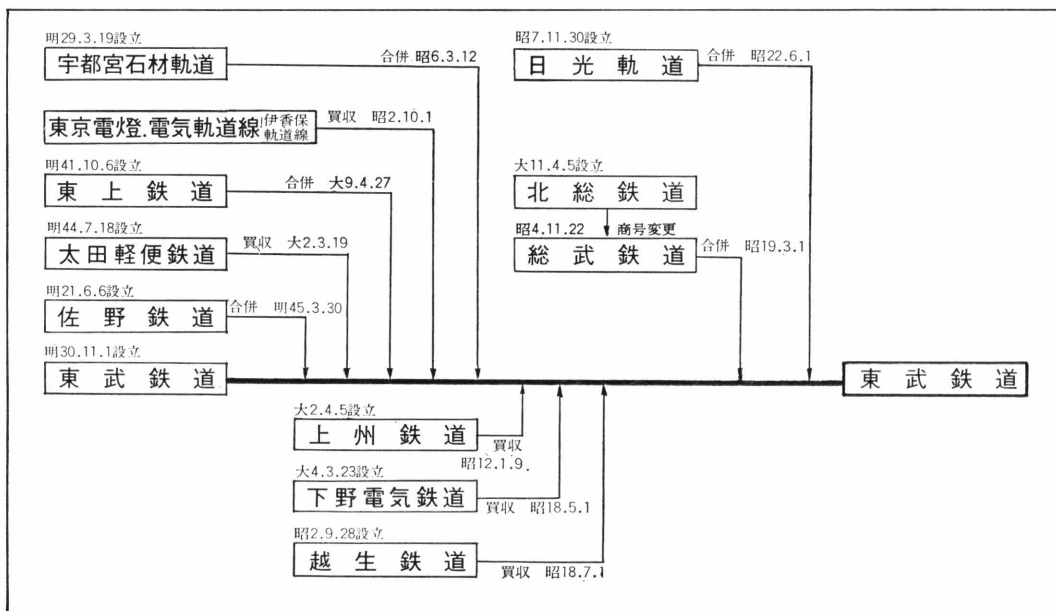 明29.3.19設立
宇都宮石材軌道
合併 昭6.3.12
東京電燈.電気軌道線 伊香保軌道線
買収 昭2.10.1
明41.10.6設立
東上鉄道
合併 大9.4.27
明44.7.18設立
太田軽便鉄道
買収 大2.3.19
明21.6.6設立
佐野鉄道
合併 明45.3.30
明30.11.1設立
東武鉄道
昭7.11.30設立
日光軌道
合併 昭22.6.1
大11.4.5設立
北総鉄道
昭4.11.22 商号変更
総武鉄道
合併 昭19.3.1
東武鉄道
大2.4.5設立
上州鉄道
買収
昭12.1.9.
大4.3.23設立
下野電気鉄道
買収 昭18.5.1
昭2.9.28設立
越生鉄道
買収 昭18.7.1